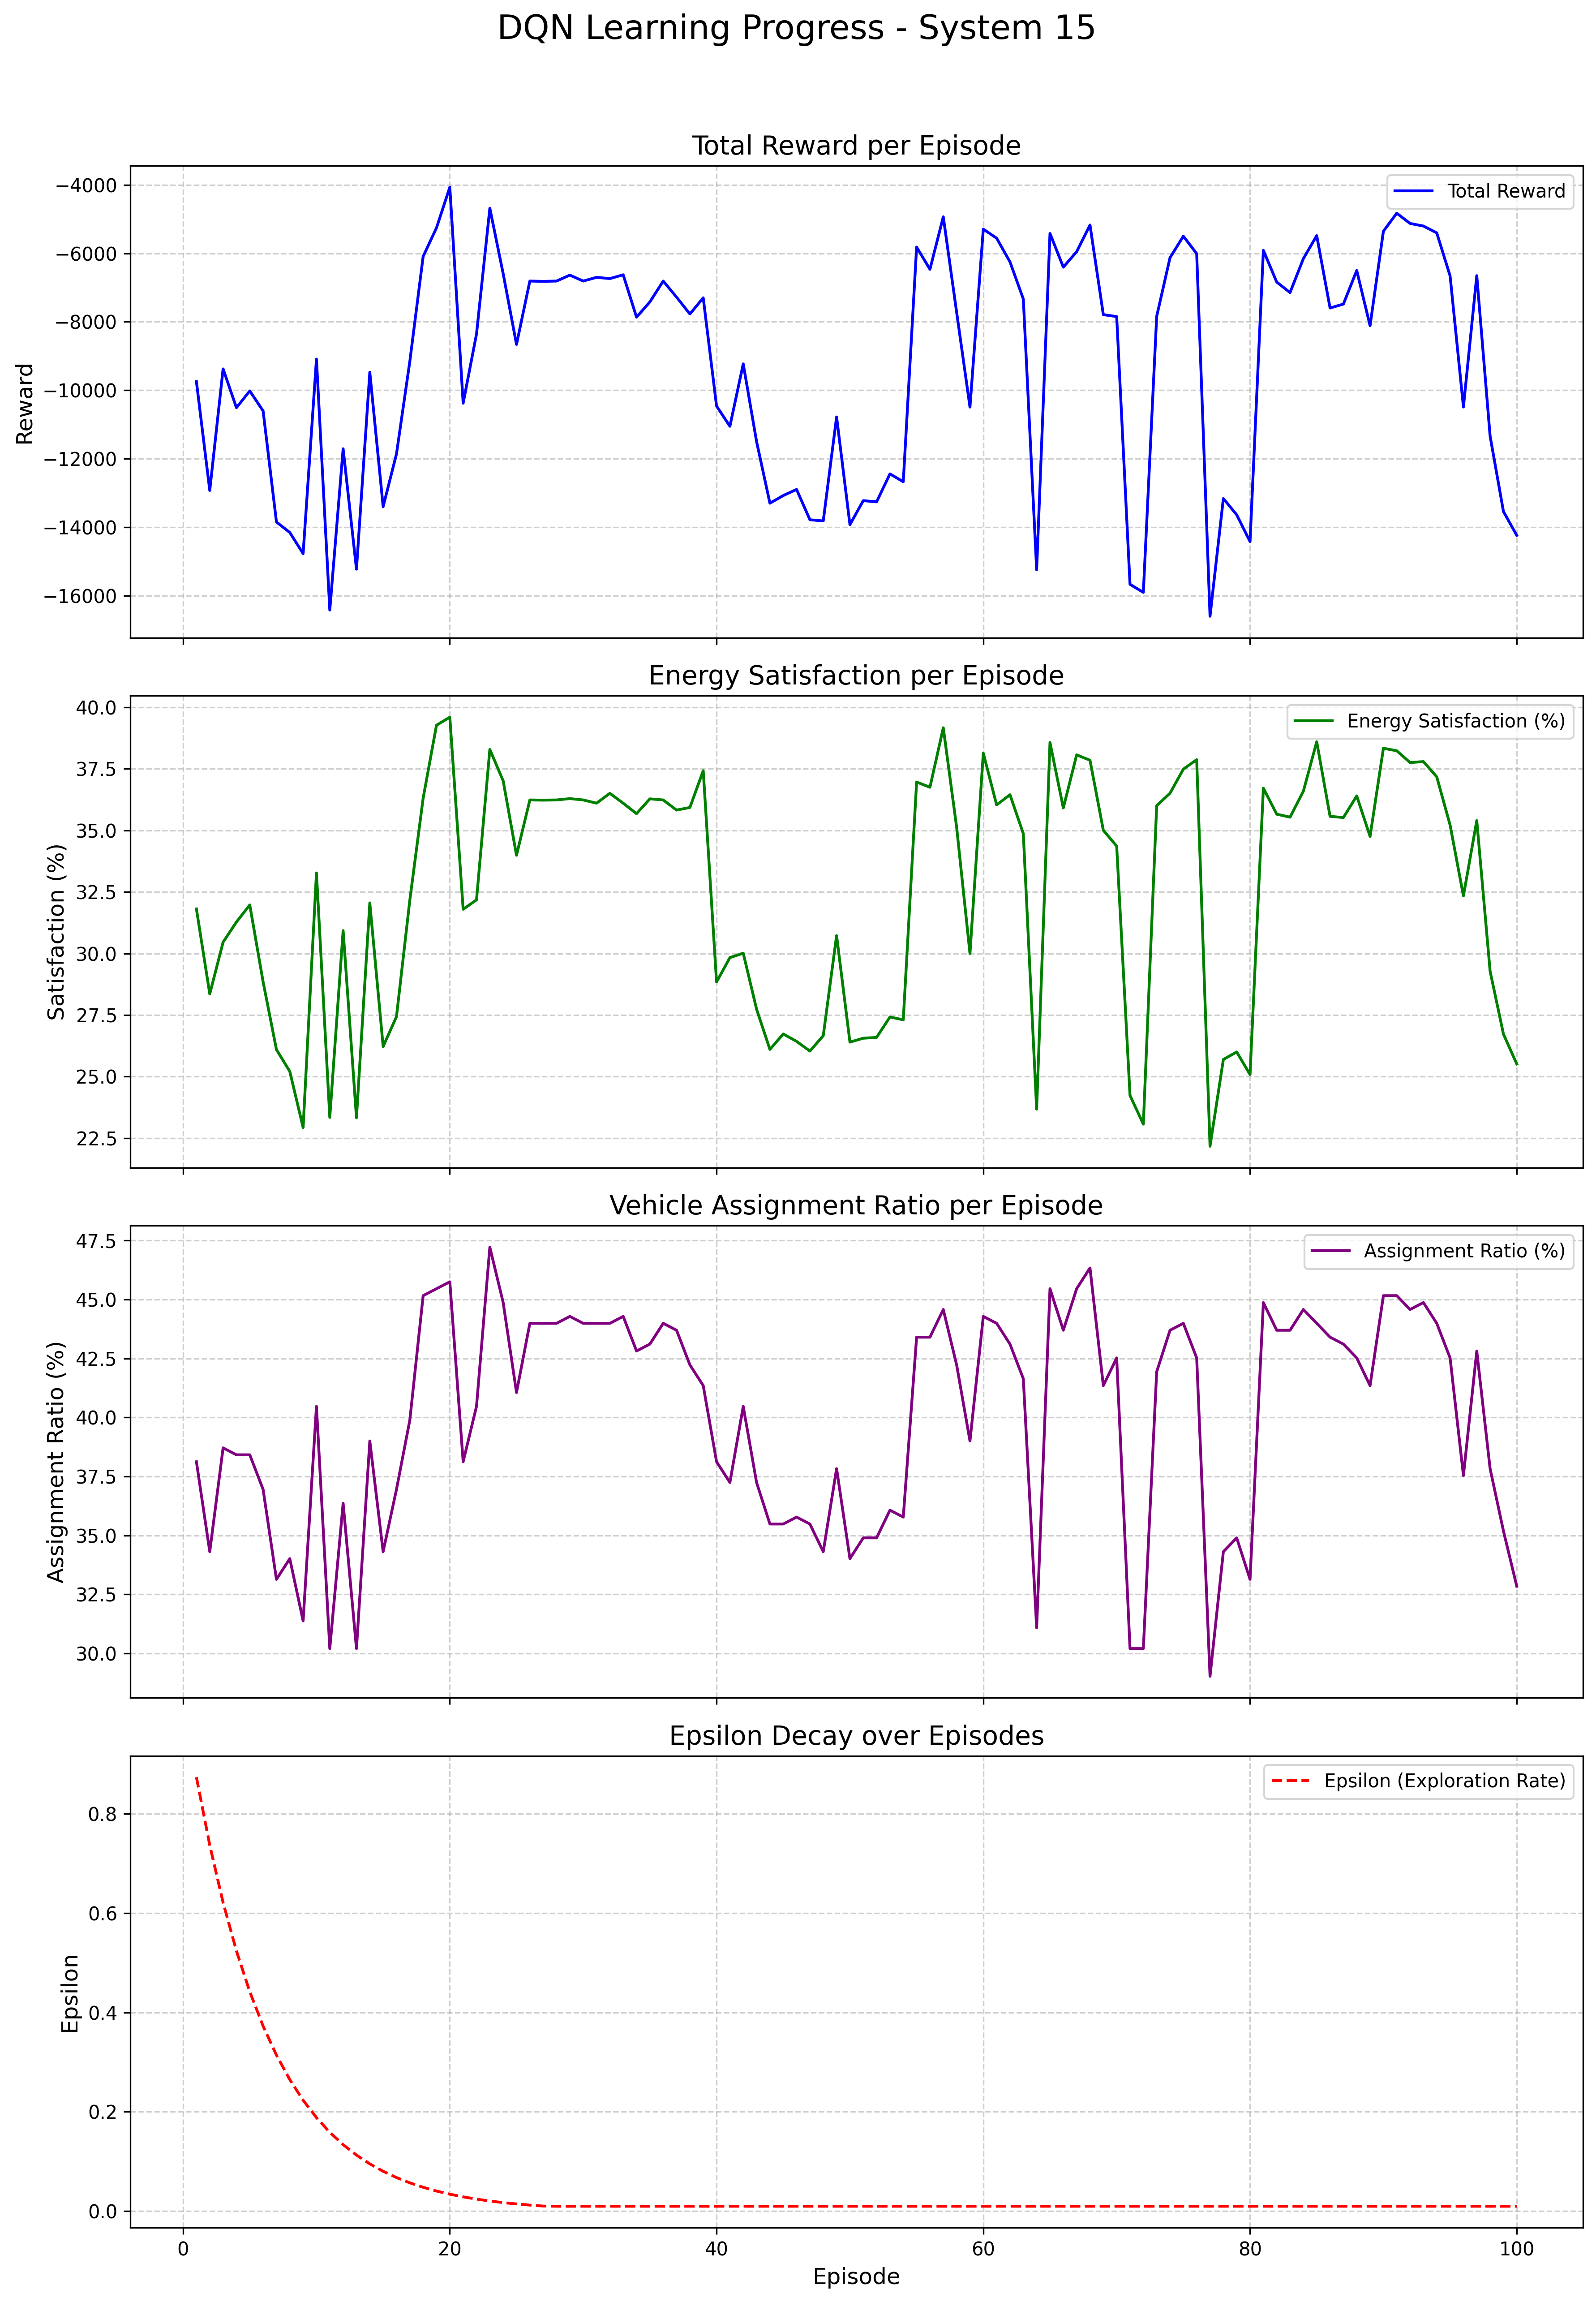 DQN Learning Progress - System 15
Total Reward per Episode
Total Reward
Reward
−4000
−6000
−8000
−10000
−12000
−14000
−16000
Energy Satisfaction per Episode
Energy Satisfaction (%)
Satisfaction (%)
40.0
37.5
35.0
32.5
30.0
27.5
25.0
22.5
Vehicle Assignment Ratio per Episode
Assignment Ratio (%)
Assignment Ratio (%)
47.5
45.0
42.5
40.0
37.5
35.0
32.5
30.0
Epsilon Decay over Episodes
Epsilon (Exploration Rate)
Epsilon
0.8
0.6
0.4
0.2
0.0
0 20 40 60 80 100
Episode